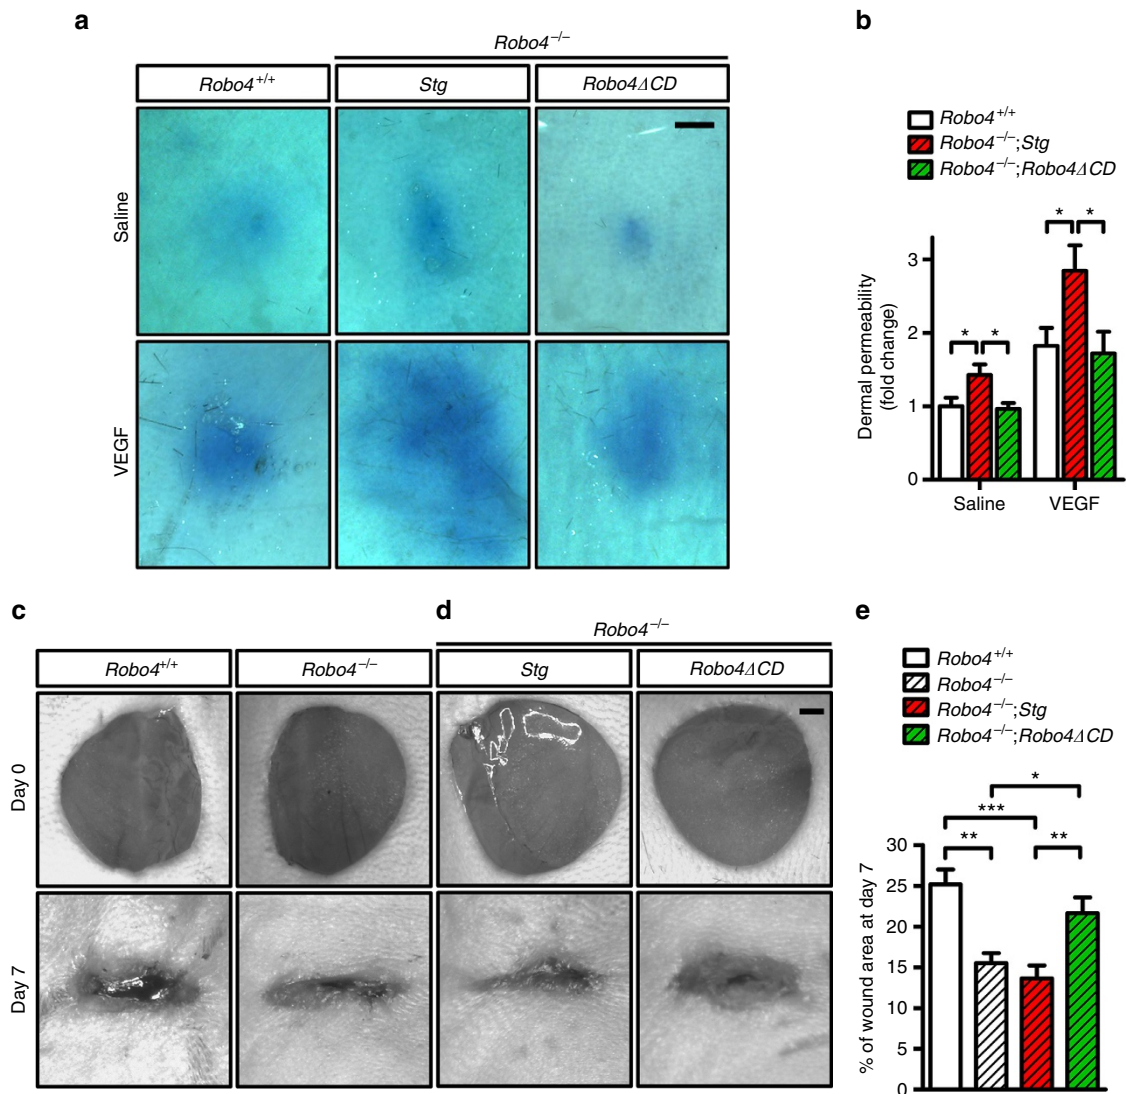 a
Robo4−/−
Robo4+/+
Stg
Robo4ΔCD
Saline
VEGF
b
Robo4+/+
Robo4−/−;Stg
Robo4−/−;Robo4ΔCD
* *
* *
Dermal permeability
(fold change)
3
2
1
0
Saline VEGF
c
Robo4+/+
Robo4−/−
Day 0
Day 7
d
Robo4−/−
Stg
Robo4ΔCD
e
Robo4+/+
Robo4−/−
Robo4−/−;Stg
Robo4−/−;Robo4ΔCD
*
***
** **
% of wound area at day 7
30
25
20
15
10
5
0